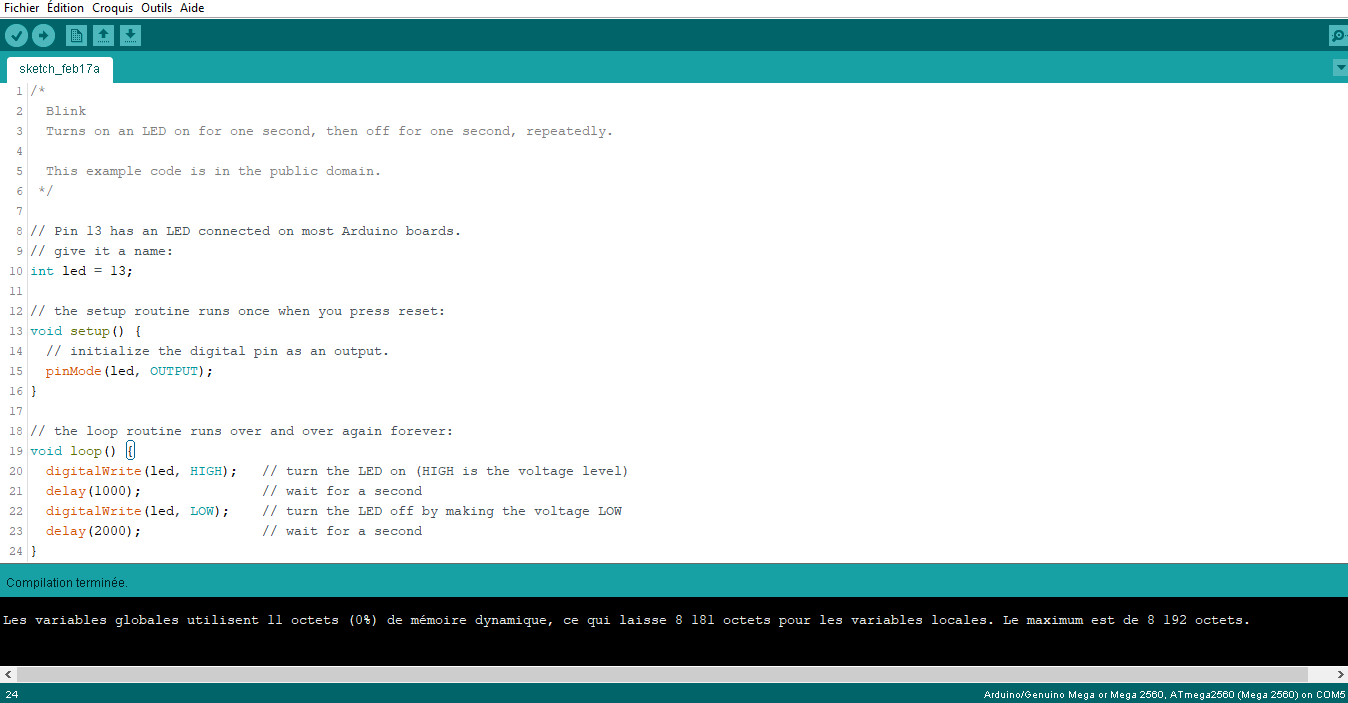 Fichier Édition Croquis Outils Aide
sketch_feb17a
1 /*
2   Blink
3   Turns on an LED on for one second, then off for one second, repeatedly.
4
5   This example code is in the public domain.
6  */
7
8 // Pin 13 has an LED connected on most Arduino boards.
9 // give it a name:
10 int led = 13;
11
12 // the setup routine runs once when you press reset:
13 void setup() {
14   // initialize the digital pin as an output.
15   pinMode(led, OUTPUT);
16 }
17
18 // the loop routine runs over and over again forever:
19 void loop() {
20   digitalWrite(led, HIGH);   // turn the LED on (HIGH is the voltage level)
21   delay(1000);               // wait for a second
22   digitalWrite(led, LOW);    // turn the LED off by making the voltage LOW
23   delay(2000);               // wait for a second
24 }
Compilation terminée.
Les variables globales utilisent 11 octets (0%) de mémoire dynamique, ce qui laisse 8 181 octets pour les variables locales. Le maximum est de 8 192 octets.
24 Arduino/Genuino Mega or Mega 2560, ATmega2560 (Mega 2560) on COM5